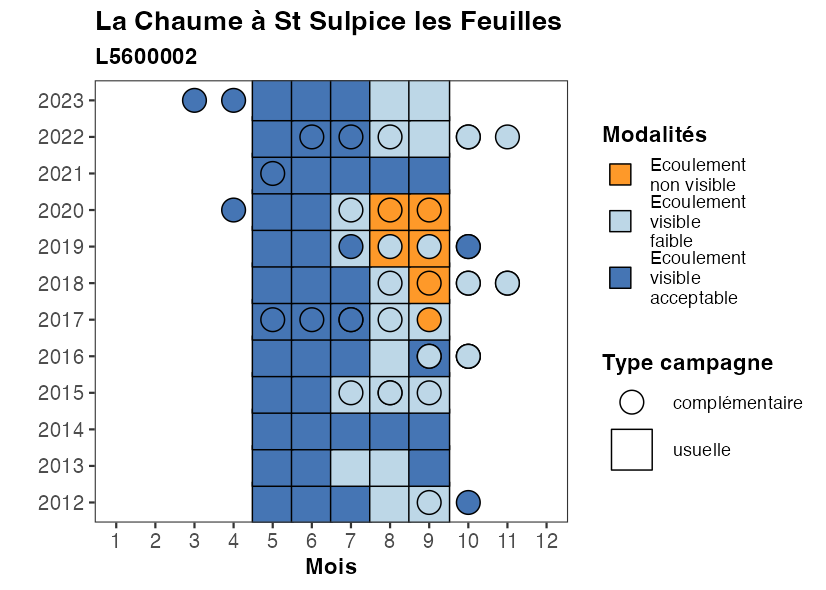 La Chaume à St Sulpice les Feuilles
L5600002
2023
2022
2021
2020
2019
2018
2017
2016
2015
2014
2013
2012
1 2 3 4 5 6 7 8 9 10 11 12
Mois
Modalités
Ecoulement
non visible
Ecoulement
visible
faible
Ecoulement
visible
acceptable
Type campagne
complémentaire
usuelle